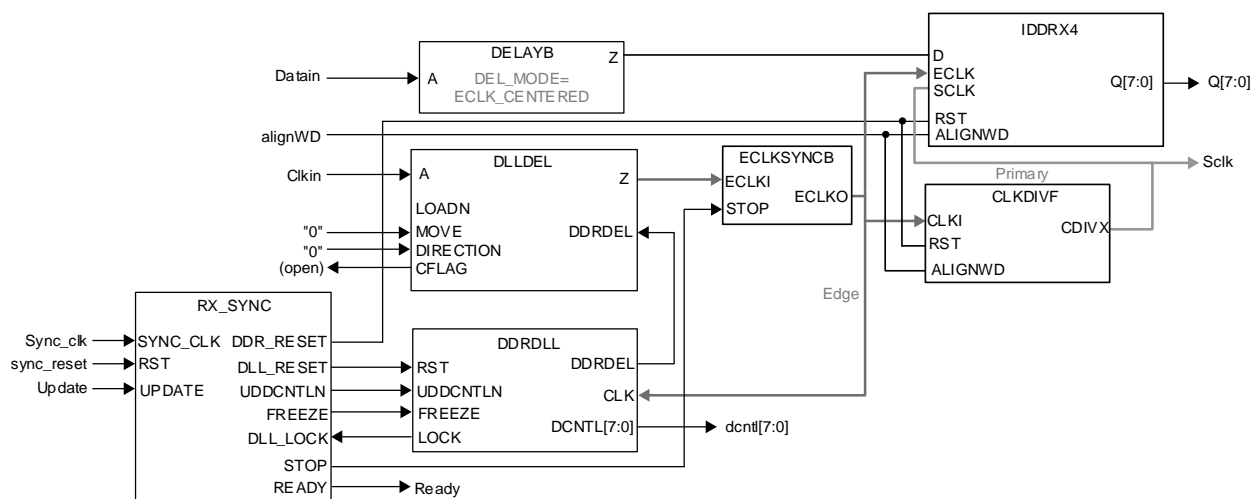 DELAYB
A
Z
DEL_MODE=
ECLK_CENTERED
Datain
alignWD
IDDRX4
D
ECLK
SCLK
RST
ALIGNWD
Q[7:0]
Q[7:0]
Clkin
DLLDEL
A
Z
LOADN
MOVE
DIRECTION
CFLAG
DDRDEL
"0"
"0"
(open)
ECLKSYNCB
ECLKI
STOP
ECLKO
Primary
Sclk
CLKDIVF
CLKI
RST
ALIGNWD
CDIVX
Edge
RX_SYNC
Sync_clk
sync_reset
Update
SYNC_CLK
RST
UPDATE
DDR_RESET
DLL_RESET
UDDCNTLN
FREEZE
DLL_LOCK
STOP
READY
Ready
DDRDLL
RST
UDDCNTLN
FREEZE
LOCK
DDRDEL
CLK
DCNTL[7:0]
dcntl[7:0]